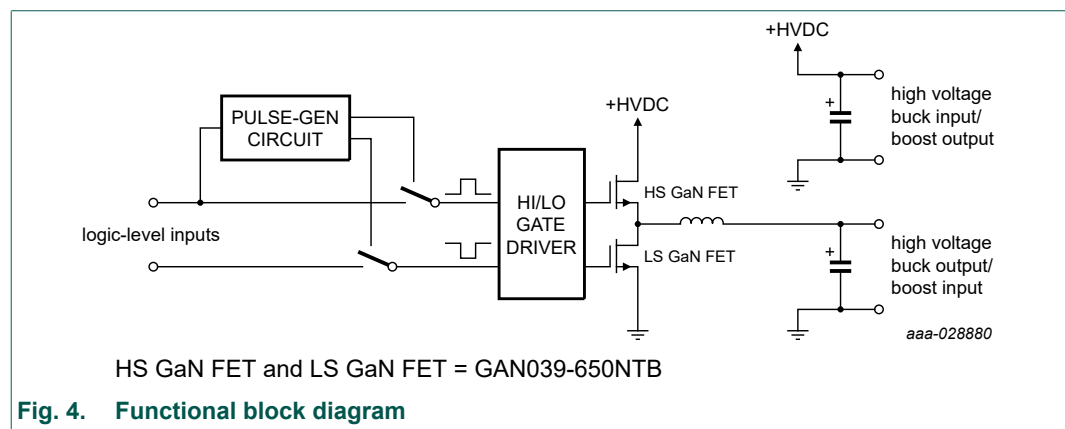 +HVDC
high voltage
buck input/
boost output
PULSE-GEN
CIRCUIT
+HVDC
HS GaN FET
HI/LO
GATE
DRIVER
logic-level inputs
LS GaN FET
high voltage
buck output/
boost input
+
+
aaa-028880
HS GaN FET and LS GaN FET = GAN039-650NTB
Fig. 4. Functional block diagram